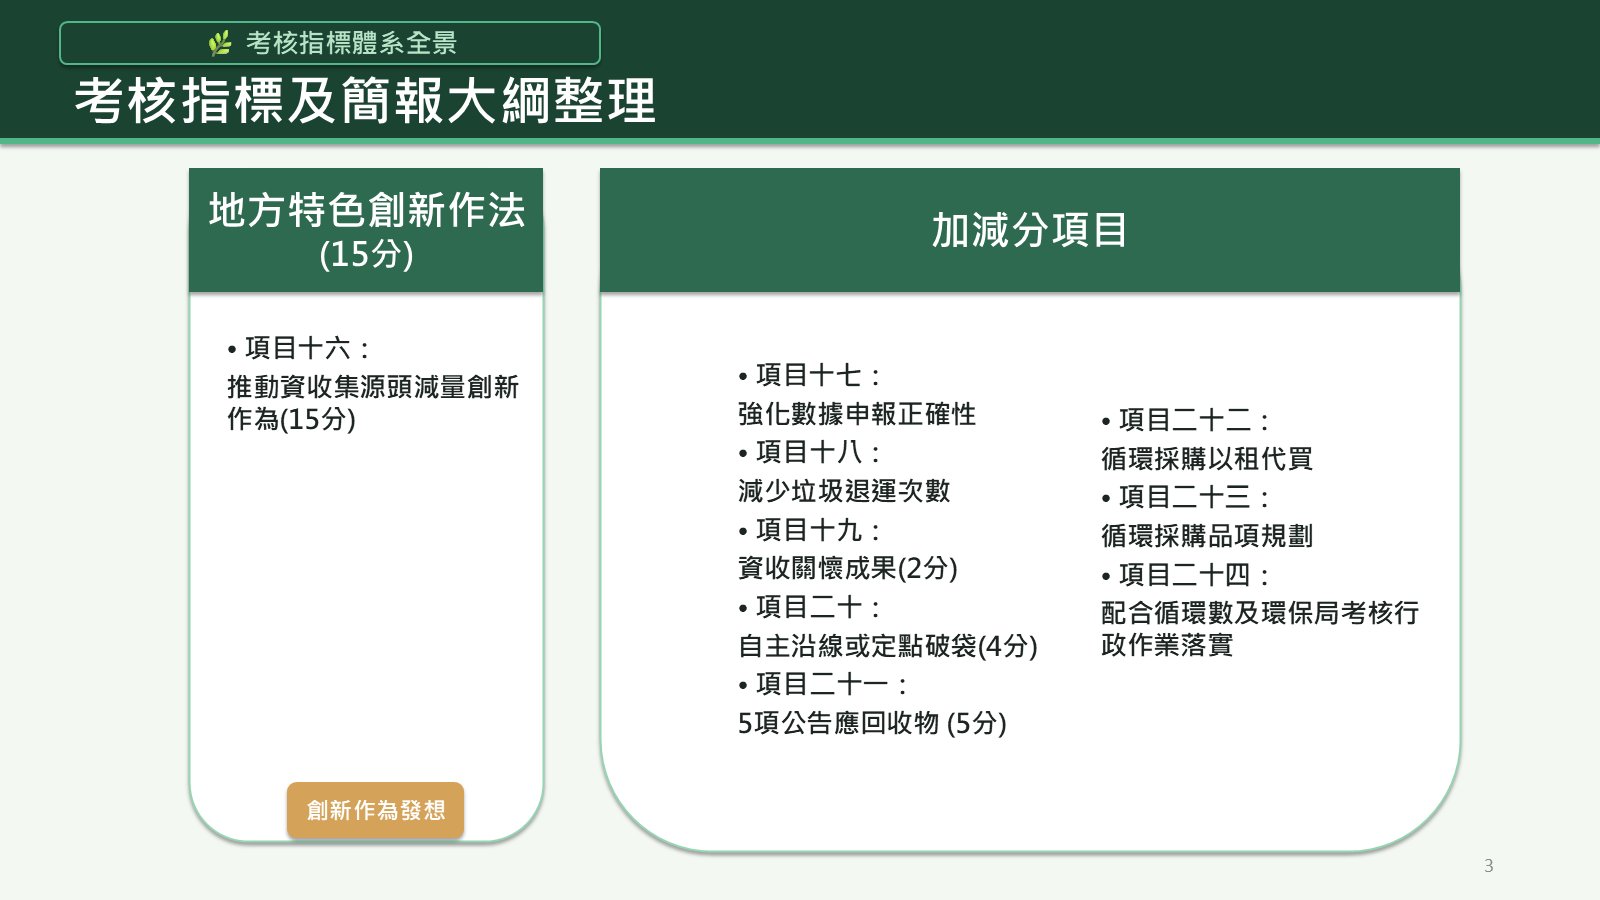 🌿 考核指標體系全景
考核指標及簡報大綱整理
地方特色創新作法
(15分)
• 項目十六：
推動資收集源頭減量創新
作為(15分)
創新作為發想
加減分項目
• 項目十七：
強化數據申報正確性
• 項目十八：
減少垃圾退運次數
• 項目十九：
資收關懷成果(2分)
• 項目二十：
自主沿線或定點破袋(4分)
• 項目二十一：
5項公告應回收物 (5分)
• 項目二十二：
循環採購以租代買
• 項目二十三：
循環採購品項規劃
• 項目二十四：
配合循環數及環保局考核行
政作業落實
3